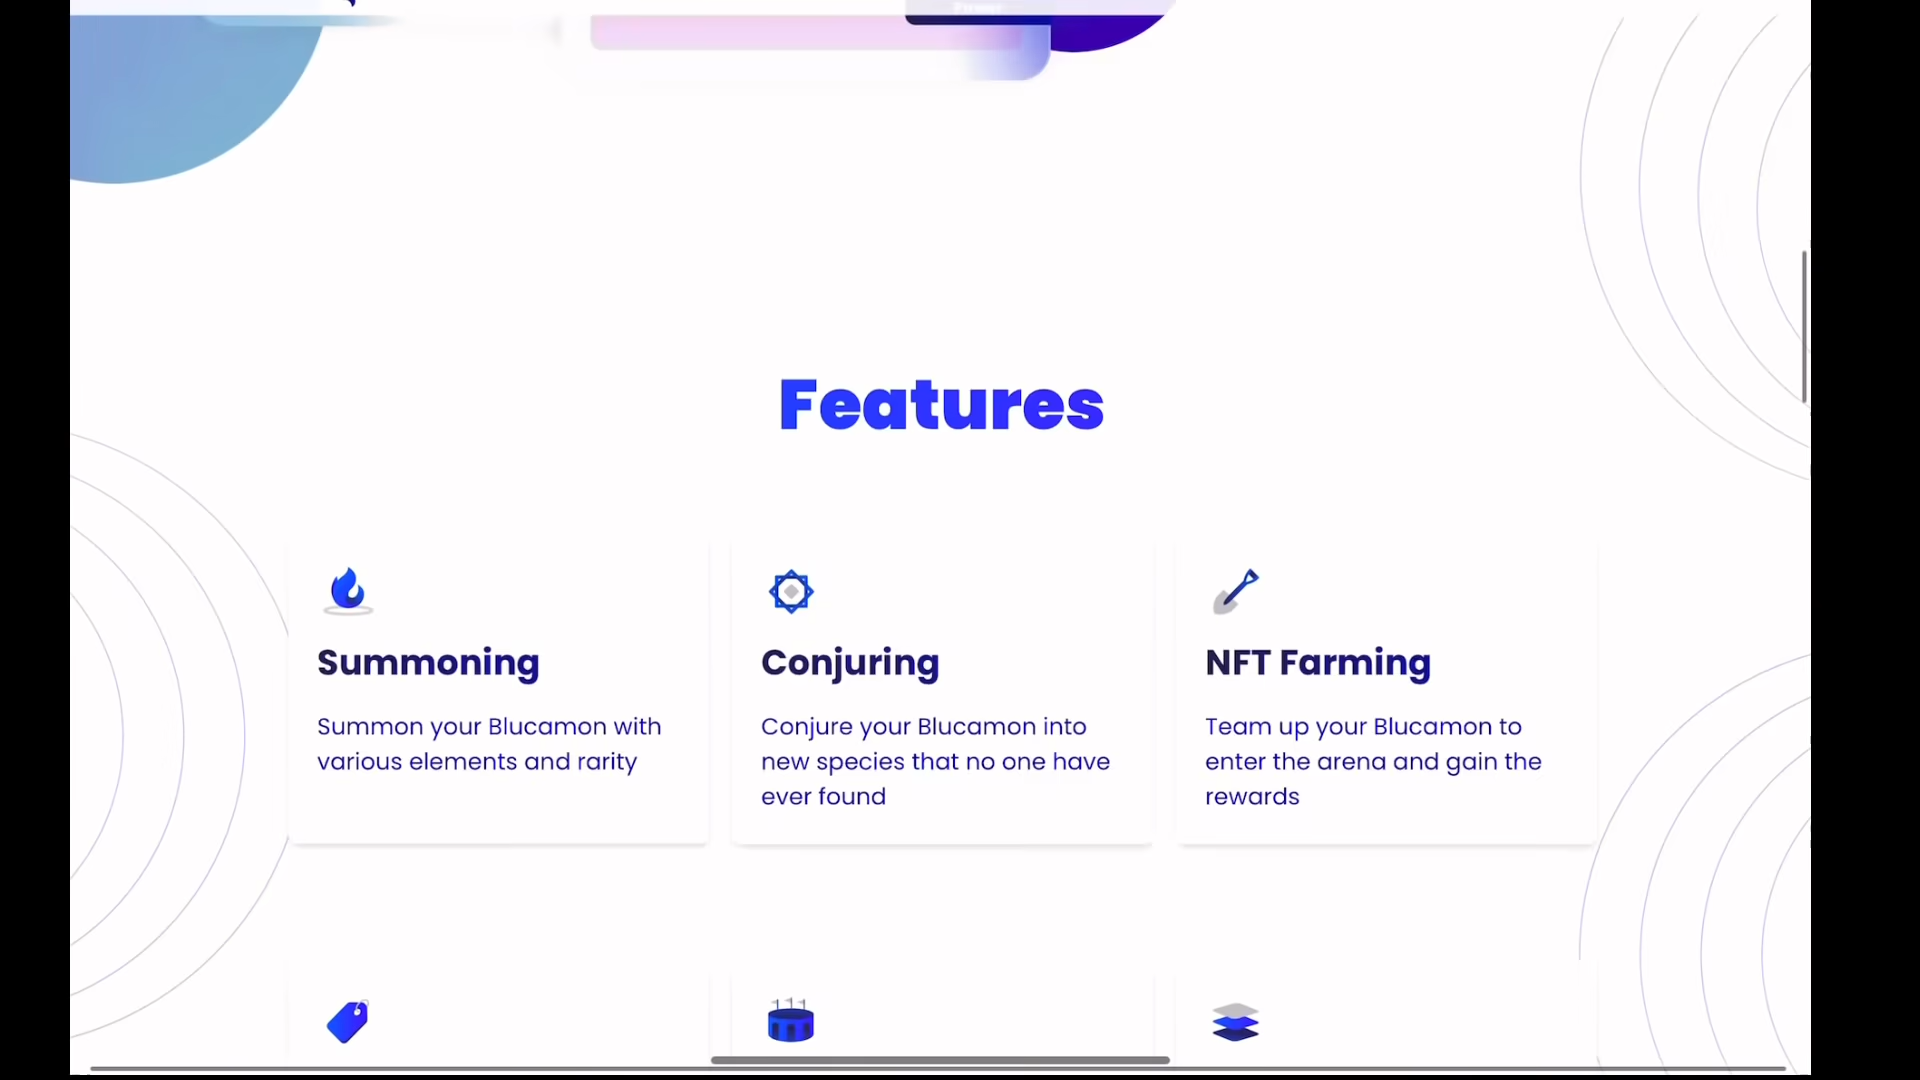 Features
Summoning
Summon your Blucamon with
various elements and rarity
Conjuring
Conjure your Blucamon into
new species that no one have
ever found
NFT Farming
Team up your Blucamon to
enter the arena and gain the
rewards